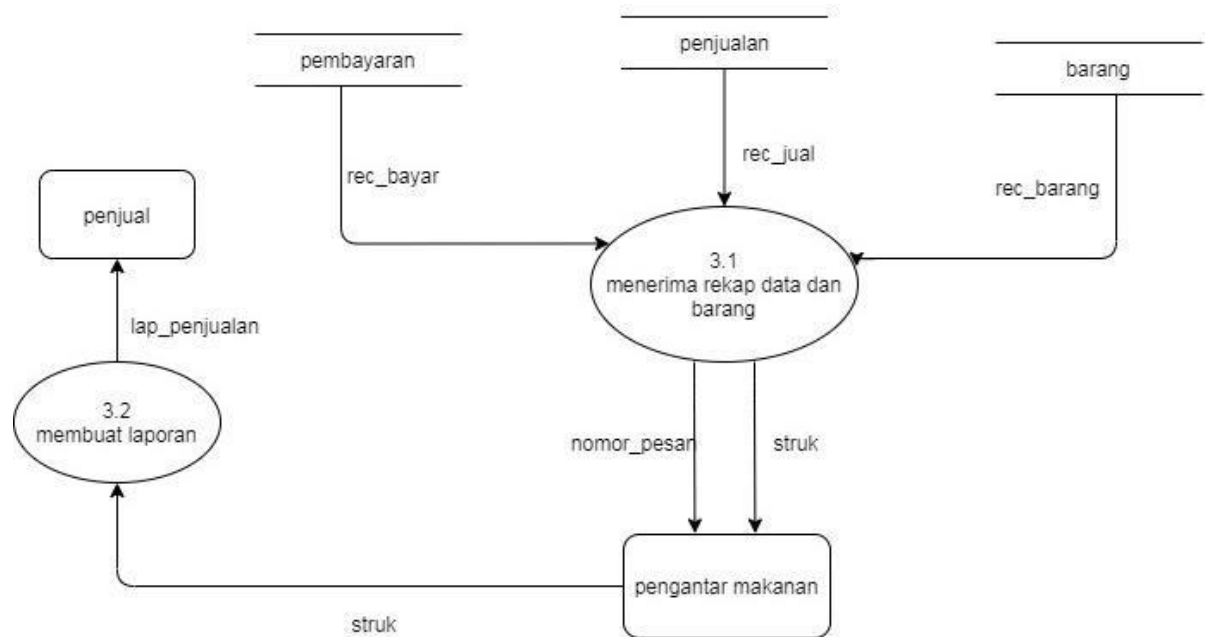 pembayaran
penjualan
barang
rec_bayar
rec_jual
rec_barang
penjual
3.1
menerima rekap data dan
barang
lap_penjualan
3.2
membuat laporan
nomor_pesan
struk
pengantar makanan
struk